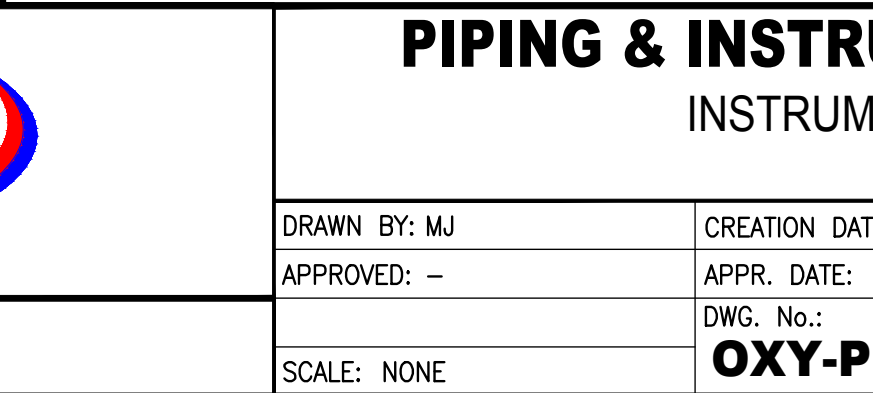 PIPING & INSTRU
INSTRUM
DRAWN BY: MJ
CREATION DAT
APPROVED: –
APPR. DATE:
DWG. No.:
OXY-P
SCALE: NONE